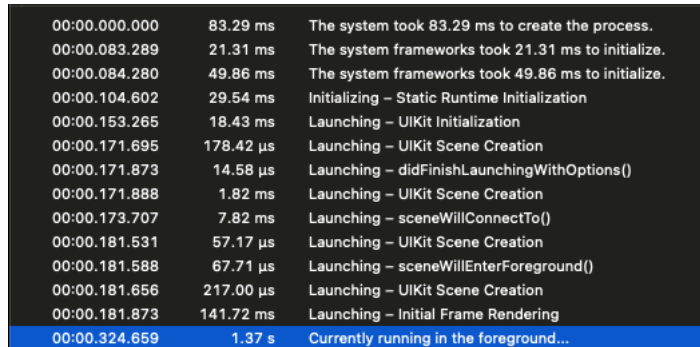 00:00.000.000 83.29 ms The system took 83.29 ms to create the process.
00:00.083.289 21.31 ms The system frameworks took 21.31 ms to initialize.
00:00.084.280 49.86 ms The system frameworks took 49.86 ms to initialize.
00:00.104.602 29.54 ms Initializing – Static Runtime Initialization
00:00.153.265 18.43 ms Launching – UIKit Initialization
00:00.171.695 178.42 µs Launching – UIKit Scene Creation
00:00.171.873 14.58 µs Launching – didFinishLaunchingWithOptions()
00:00.171.888 1.82 ms Launching – UIKit Scene Creation
00:00.173.707 7.82 ms Launching – sceneWillConnectTo()
00:00.181.531 57.17 µs Launching – UIKit Scene Creation
00:00.181.588 67.71 µs Launching – sceneWillEnterForeground()
00:00.181.656 217.00 µs Launching – UIKit Scene Creation
00:00.181.873 141.72 ms Launching – Initial Frame Rendering
00:00.324.659 1.37 s Currently running in the foreground...